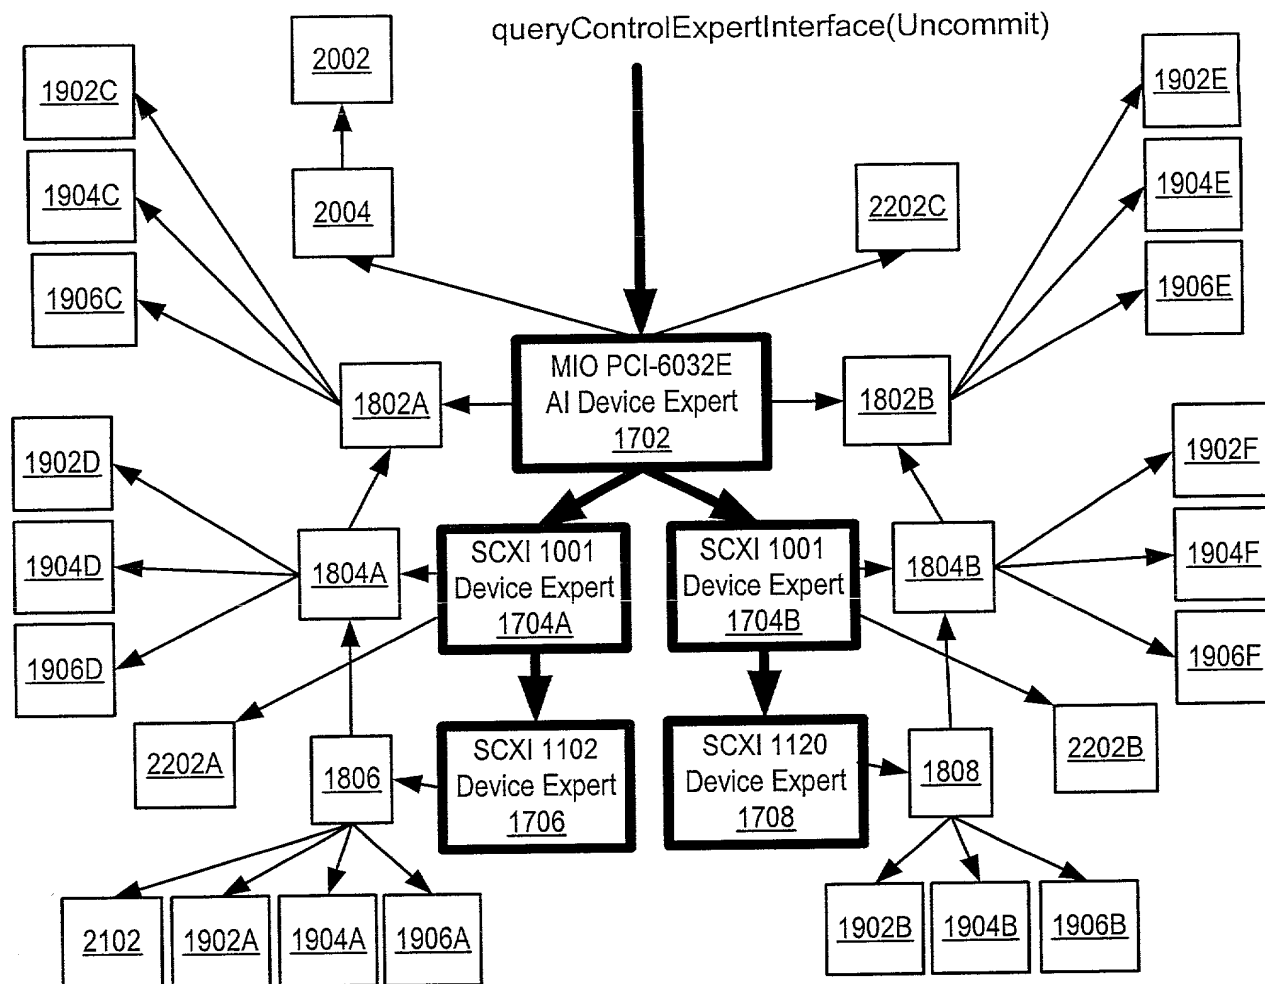 queryControlExpertInterface(Uncommit)
2002
1902C
1902E
1904C
2004
2202C
1904E
1906C
1906E
MIO PCI-6032E
AI Device Expert
1702
1802A
1802B
1902D
1902F
1904D
1804A
SCXI 1001
Device Expert
1704A
SCXI 1001
Device Expert
1704B
1804B
1904F
1906D
1906F
2202A
1806
SCXI 1102
Device Expert
1706
SCXI 1120
Device Expert
1708
1808
2202B
2102
1902A
1904A
1906A
1902B
1904B
1906B